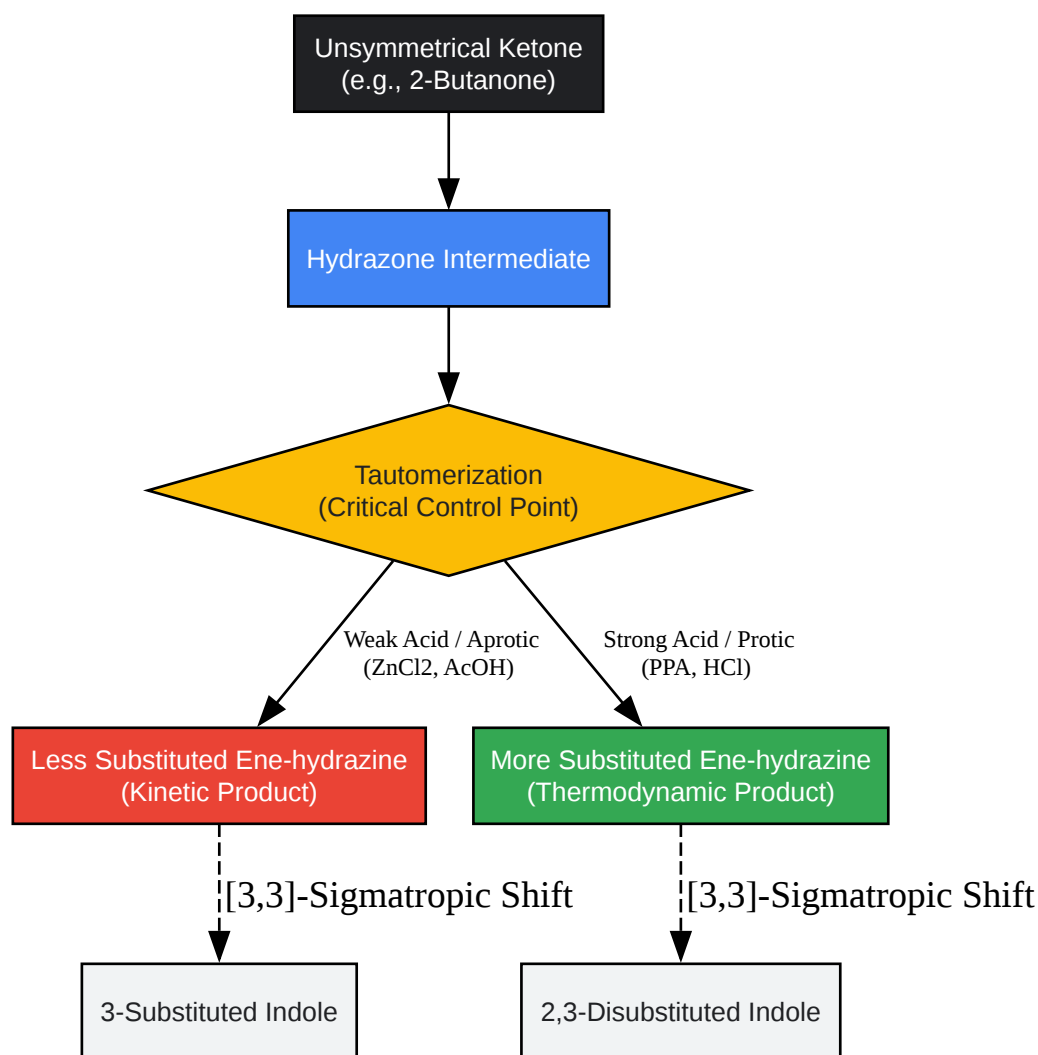 Unsymmetrical Ketone
(e.g., 2-Butanone)
Hydrazone Intermediate
Tautomerization
(Critical Control Point)
Weak Acid / Aprotic
(ZnCl2, AcOH)
Strong Acid / Protic
(PPA, HCl)
Less Substituted Ene-hydrazine
(Kinetic Product)
More Substituted Ene-hydrazine
(Thermodynamic Product)
[3,3]-Sigmatropic Shift
[3,3]-Sigmatropic Shift
3-Substituted Indole
2,3-Disubstituted Indole